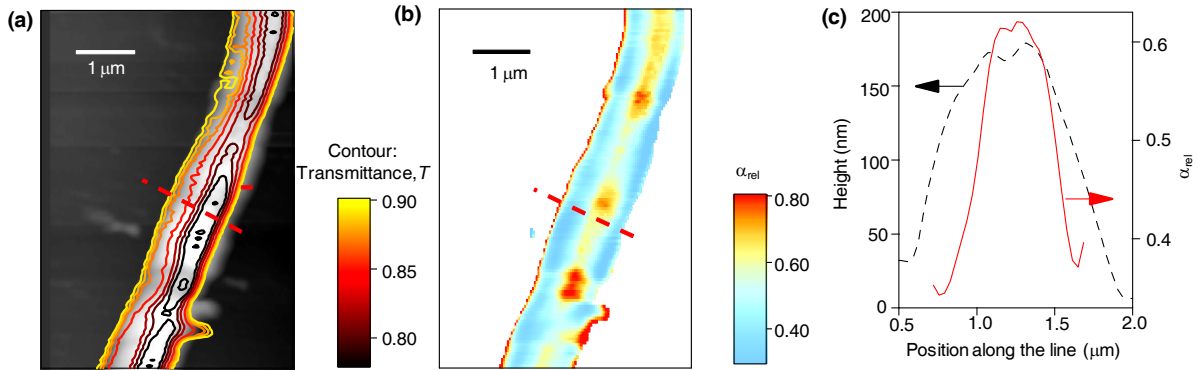 (a)
1 μm
Contour:
Transmittance, T
0.90
0.85
0.80
(b)
1 μm
αrel
0.80
0.60
0.40
(c)
200
150
100
50
0
Height (nm)
0.6
0.5
0.4
αrel
0.5 1.0 1.5 2.0
Position along the line (μm)